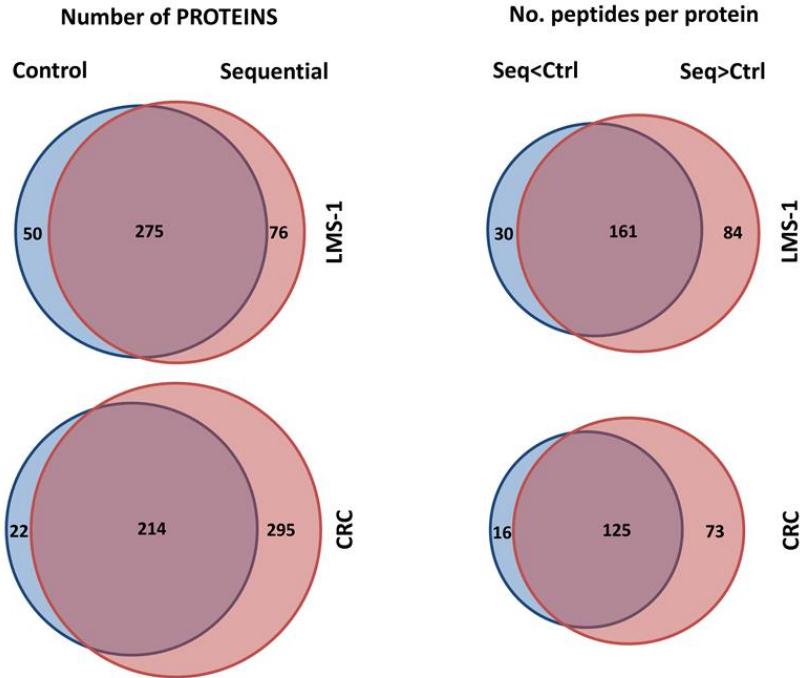 Number of PROTEINS
No. peptides per protein
Control
Sequential
Seq<Ctrl
Seq>Ctrl
50
275
76
LMS-1
30
161
84
LMS-1
22
214
295
CRC
16
125
73
CRC